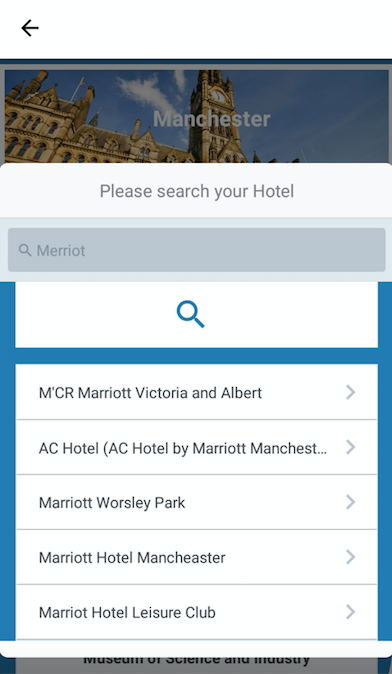 Manchester
Please search your Hotel
Merriot
M'CR Marriott Victoria and Albert
AC Hotel (AC Hotel by Marriott Manchest...
Marriott Worsley Park
Marriott Hotel Mancheaster
Marriot Hotel Leisure Club
Museum of Science and Industry